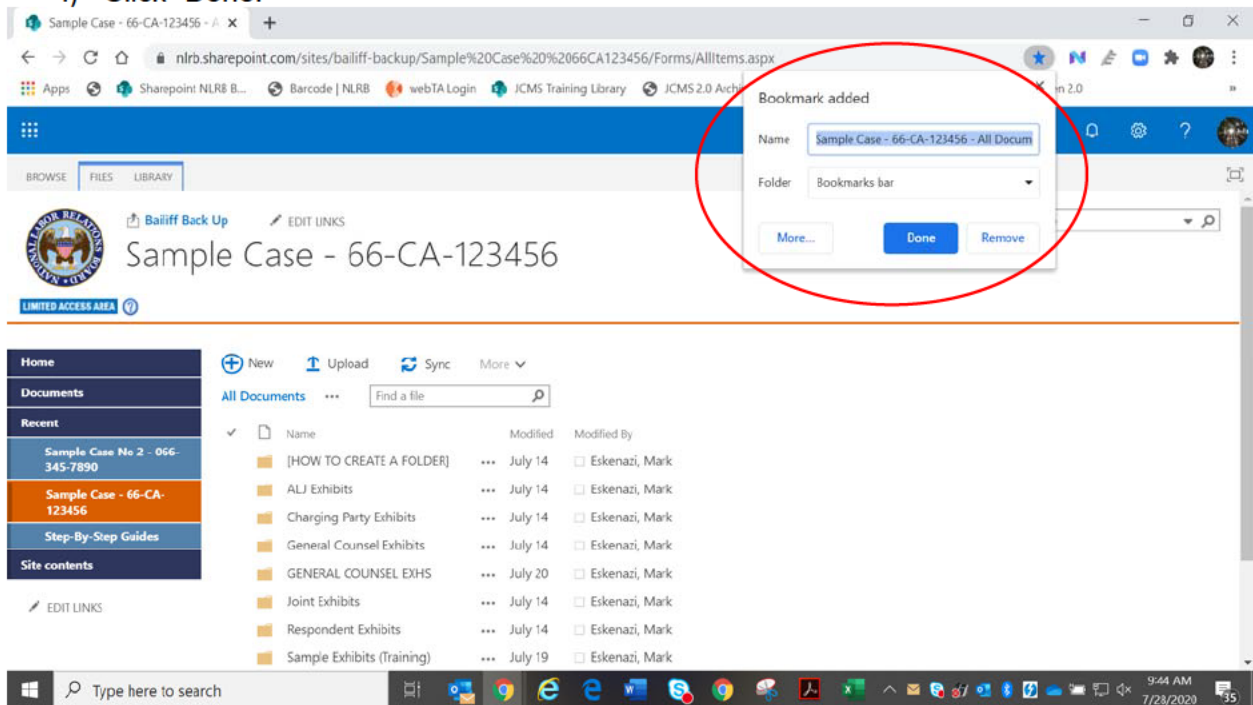 4) Click "Done."
Sample Case - 66-CA-123456 - A
nlrb.sharepoint.com/sites/bailiff-backup/Sample%20Case%20%2066CA123456/Forms/AllItems.aspx
Apps Sharepoint NLRB B... Barcode | NLRB webTA Login JCMS Training Library JCMS 2.0 Archi n 2.0 »
Bookmark added
Name Sample Case - 66-CA-123456 - All Docum
Folder Bookmarks bar
More... Done Remove
BROWSE FILES LIBRARY
Bailiff Back Up EDIT LINKS
Sample Case - 66-CA-123456
LIMITED ACCESS AREA ?
Home
Documents
Recent
Sample Case No 2 - 066-
345-7890
Sample Case - 66-CA-
123456
Step-By-Step Guides
Site contents
EDIT LINKS
New Upload Sync More
All Documents ... Find a file
Name Modified Modified By
[HOW TO CREATE A FOLDER] ... July 14 Eskenazi, Mark
ALJ Exhibits ... July 14 Eskenazi, Mark
Charging Party Exhibits ... July 14 Eskenazi, Mark
General Counsel Exhibits ... July 14 Eskenazi, Mark
GENERAL COUNSEL EXHS ... July 20 Eskenazi, Mark
Joint Exhibits ... July 14 Eskenazi, Mark
Respondent Exhibits ... July 14 Eskenazi, Mark
Sample Exhibits (Training) ... July 19 Eskenazi, Mark
Type here to search
9:44 AM
7/28/2020
35